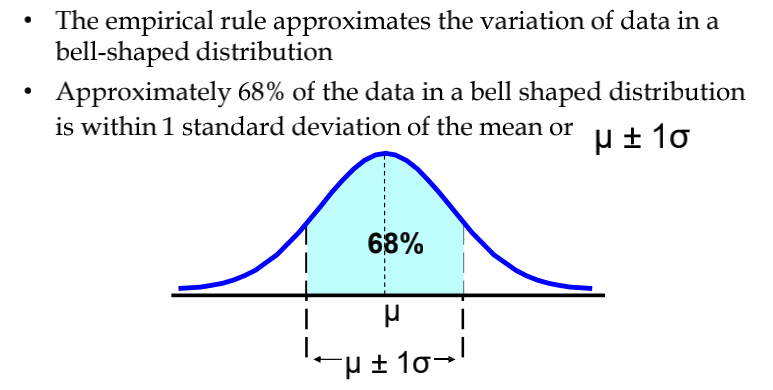 • The empirical rule approximates the variation of data in a
bell-shaped distribution
• Approximately 68% of the data in a bell shaped distribution
is within 1 standard deviation of the mean or μ ± 1σ
68%
μ
μ ± 1σ